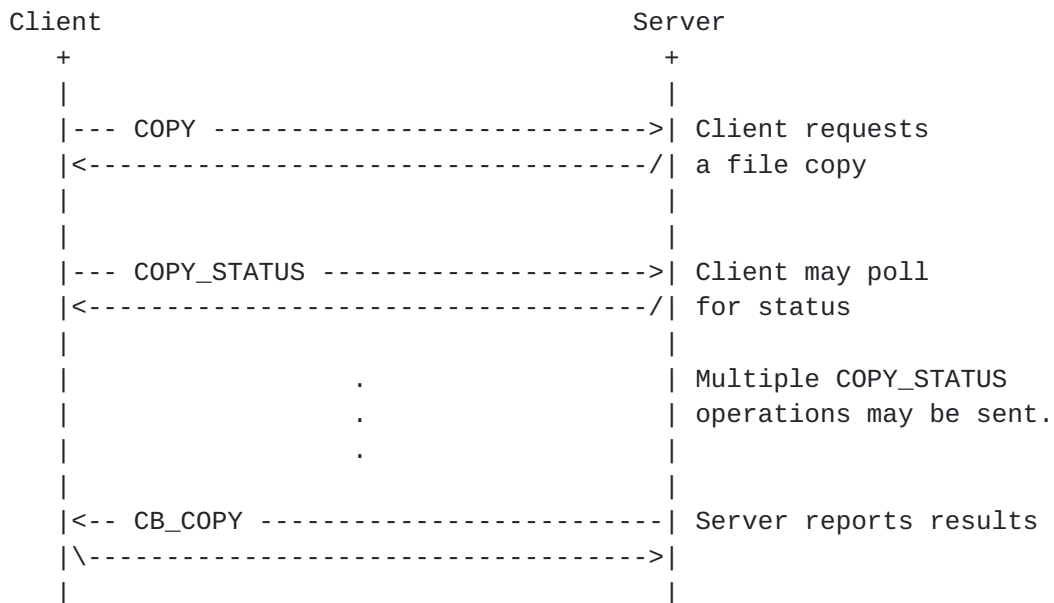 Client                                  Server
   +                                      +
   |                                      |
   |--- COPY ---------------------------->| Client requests
   |<------------------------------------/| a file copy
   |                                      |
   |                                      |
   |--- COPY_STATUS --------------------->| Client may poll
   |<------------------------------------/| for status
   |                                      |
   |                  .                   | Multiple COPY_STATUS
   |                  .                   | operations may be sent.
   |                  .                   |
   |                                      |
   |<-- CB_COPY --------------------------| Server reports results
   |\------------------------------------>|
   |                                      |